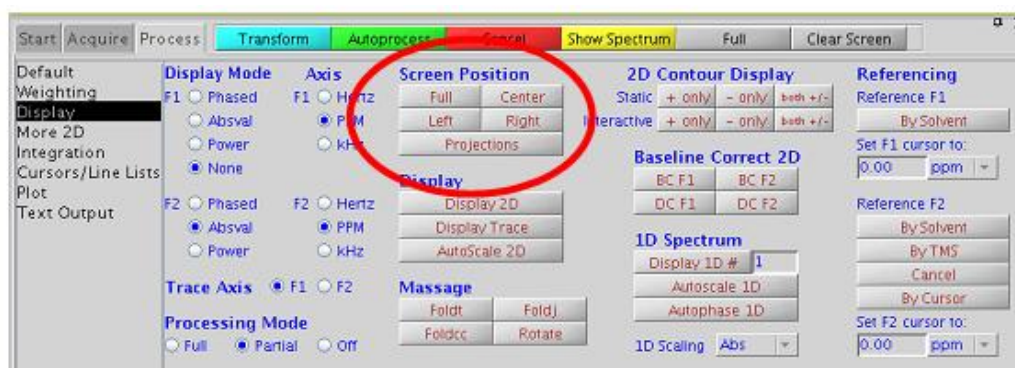 Start Acquire Process Transform Autoprocess Cancel Show Spectrum Full Clear Screen
Default
Weighting
Display
More 2D
Integration
Cursors/Line Lists
Plot
Text Output
Display Mode Axis
F1 Phased F1 Hertz
Absval PPM
Power kHz
None
F2 Phased F2 Hertz
Absval PPM
Power kHz
Trace Axis F1 F2
Processing Mode
Full Partial Off
Screen Position
Full Center
Left Right
Projections
Display
Display 2D
Display Trace
AutoScale 2D
Massage
Foldt Foldj
Foldcc Rotate
2D Contour Display
Static + only - only both +/-
Interactive + only - only both +/-
Baseline Correct 2D
BC F1 BC F2
DC F1 DC F2
1D Spectrum
Display 1D # 1
Autoscale 1D
Autophase 1D
1D Scaling Abs
Referencing
Reference F1
By Solvent
Set F1 cursor to:
0.00 ppm
Reference F2
By Solvent
By TMS
Cancel
By Cursor
Set F2 cursor to:
0.00 ppm